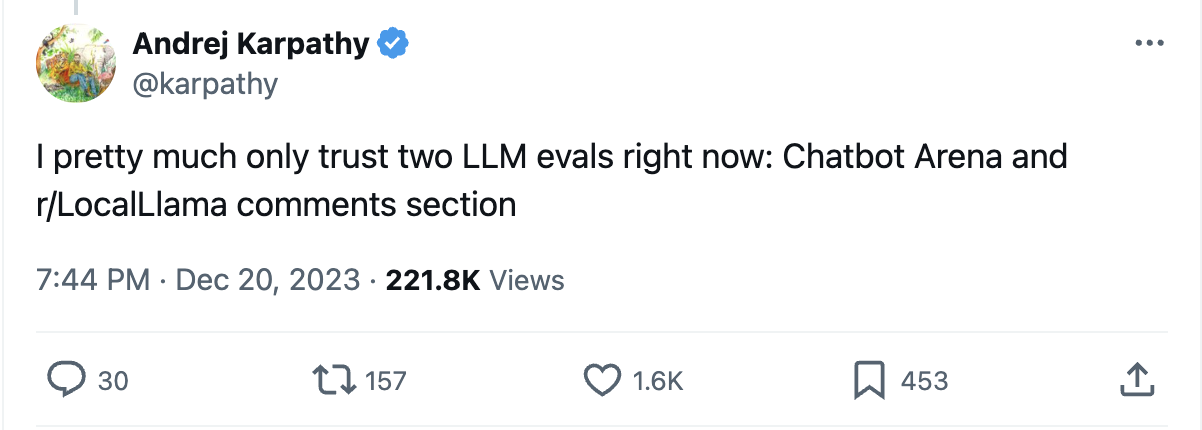 Andrej Karpathy
@karpathy
I pretty much only trust two LLM evals right now: Chatbot Arena and
r/LocalLlama comments section
7:44 PM · Dec 20, 2023 · 221.8K Views
30 157 1.6K 453